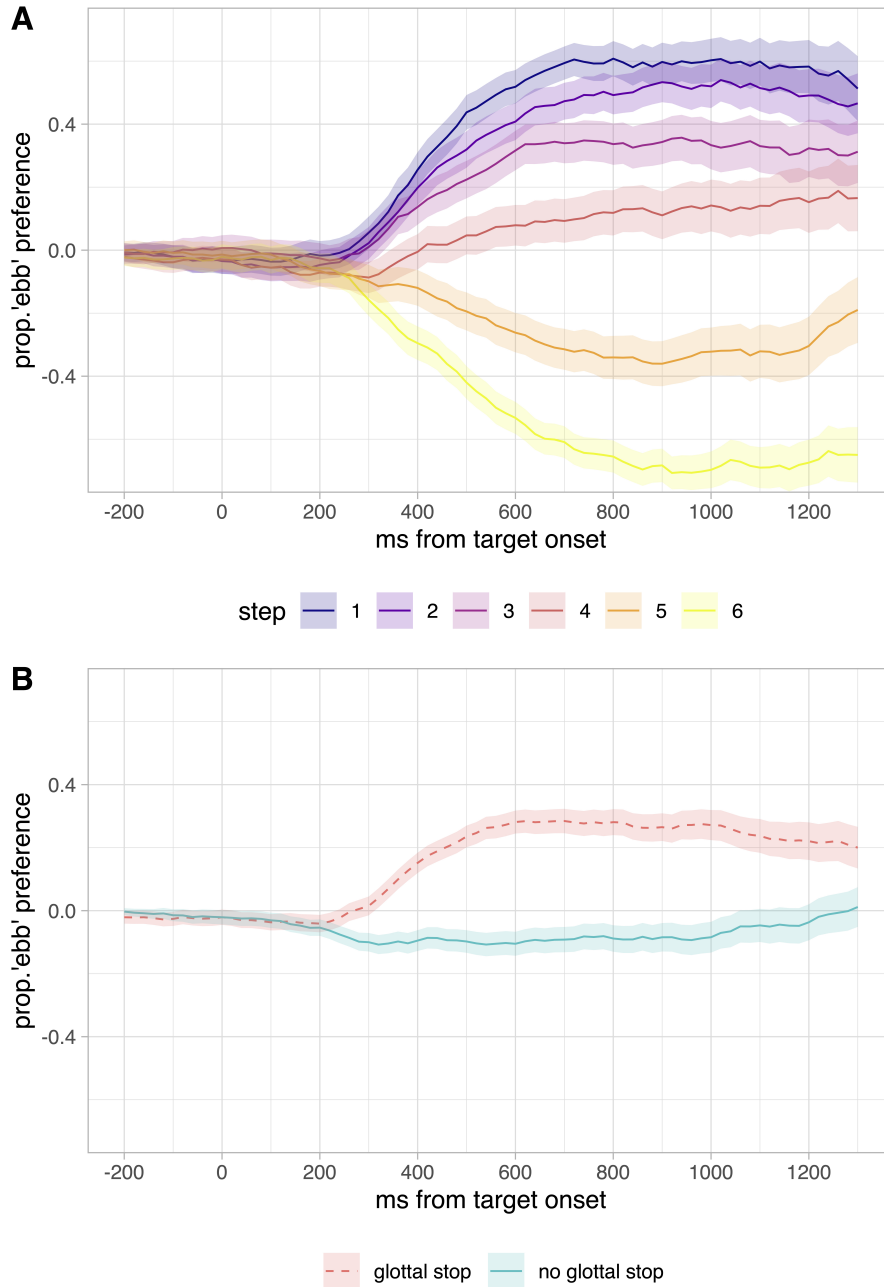 A
prop.'ebb' preference
0.4
0.0
-0.4
-200 0 200 400 600 800 1000 1200
ms from target onset
step 1 2 3 4 5 6
B
prop.'ebb' preference
0.4
0.0
-0.4
-200 0 200 400 600 800 1000 1200
ms from target onset
glottal stop no glottal stop